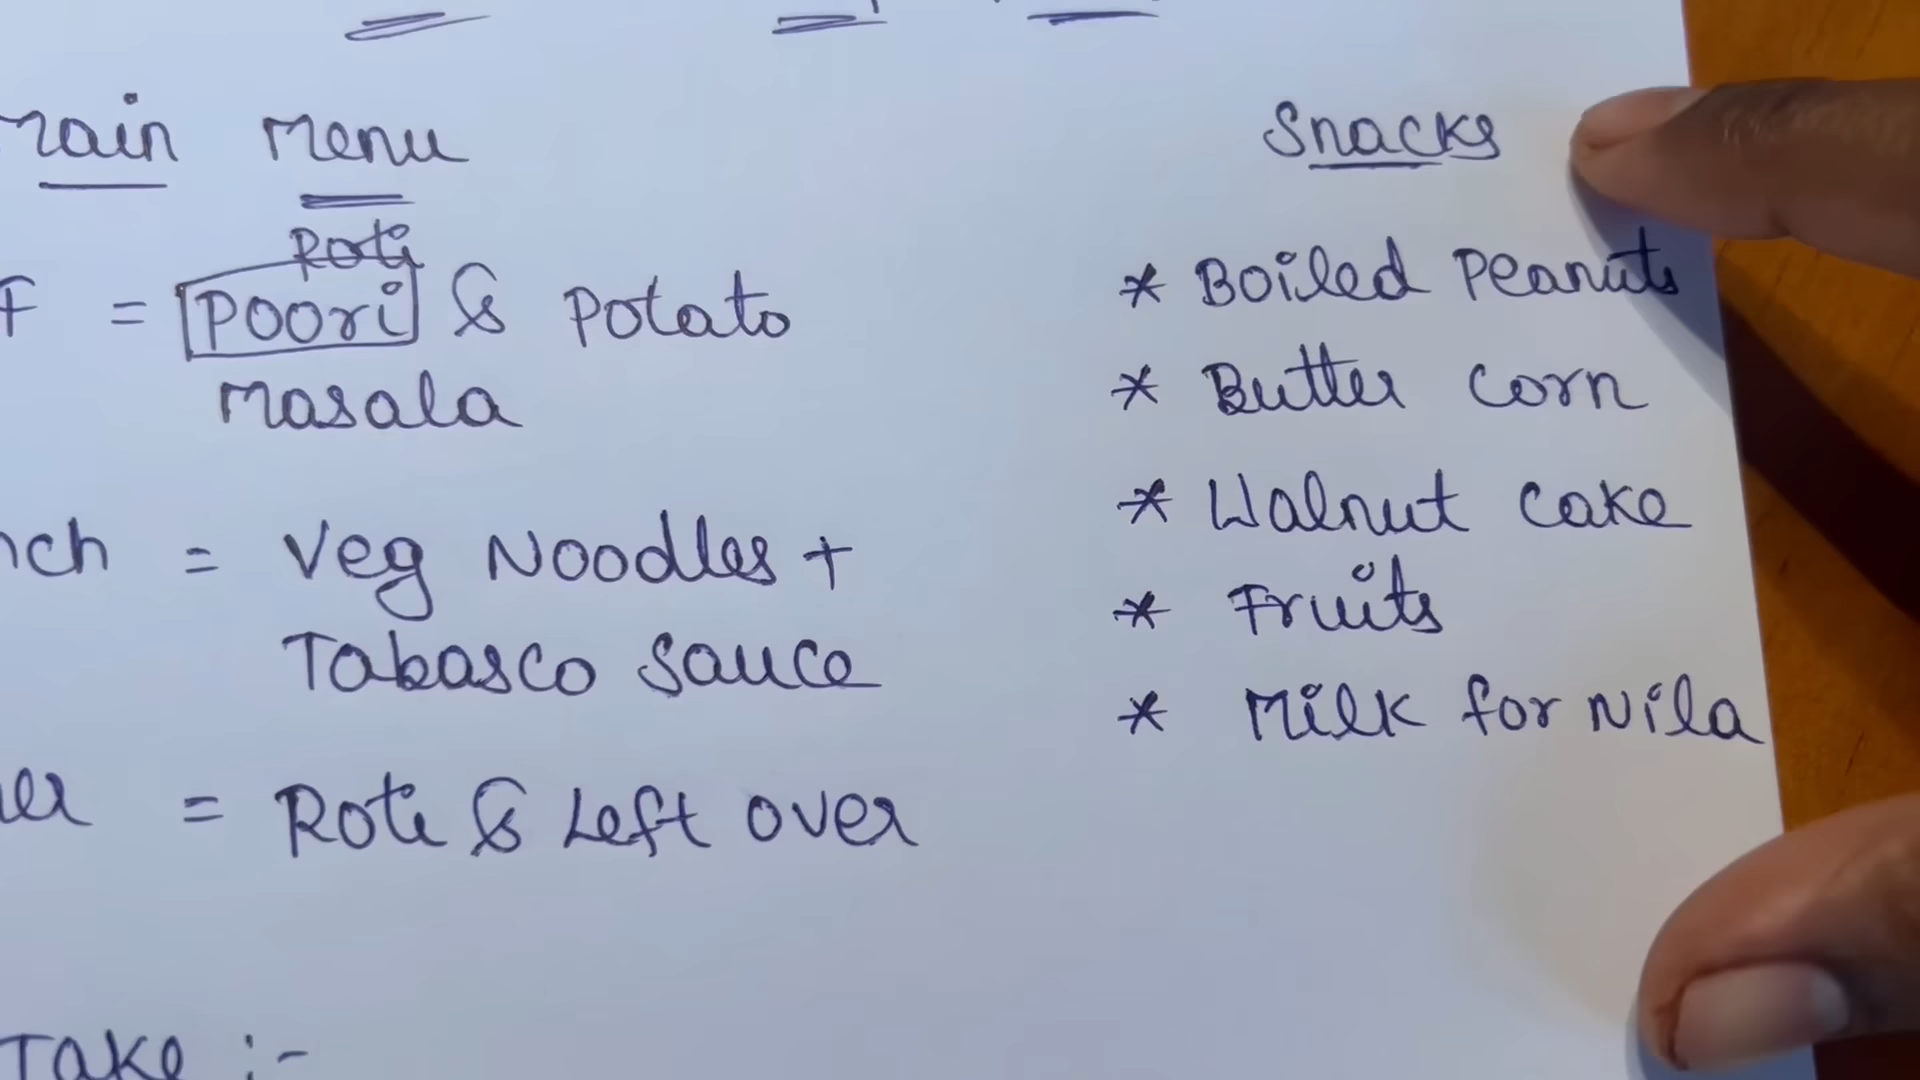 Main Menu
Roti
F = Poori & Potato
Masala
nch = Veg Noodles +
Tabasco Sauce
ner = Roti & Left over
Take :-
Snacks
* Boiled Peanuts
* Butter Corn
* Walnut Cake
* Fruits
* Milk for Nila